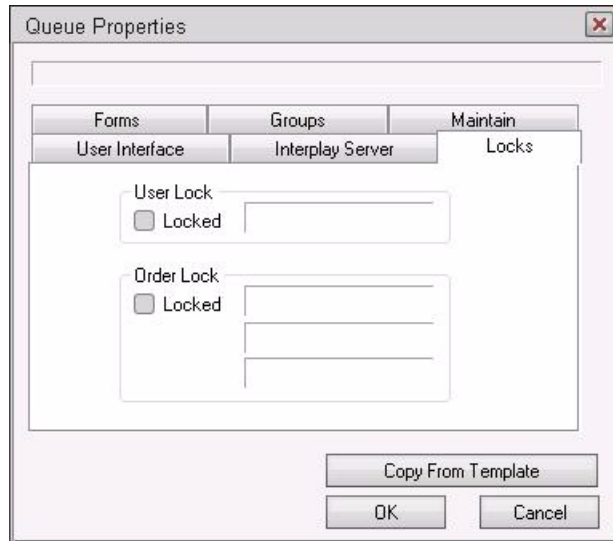 Queue Properties
Forms Groups Maintain
User Interface Interplay Server Locks
User Lock
Locked
Order Lock
Locked
Copy From Template
OK Cancel